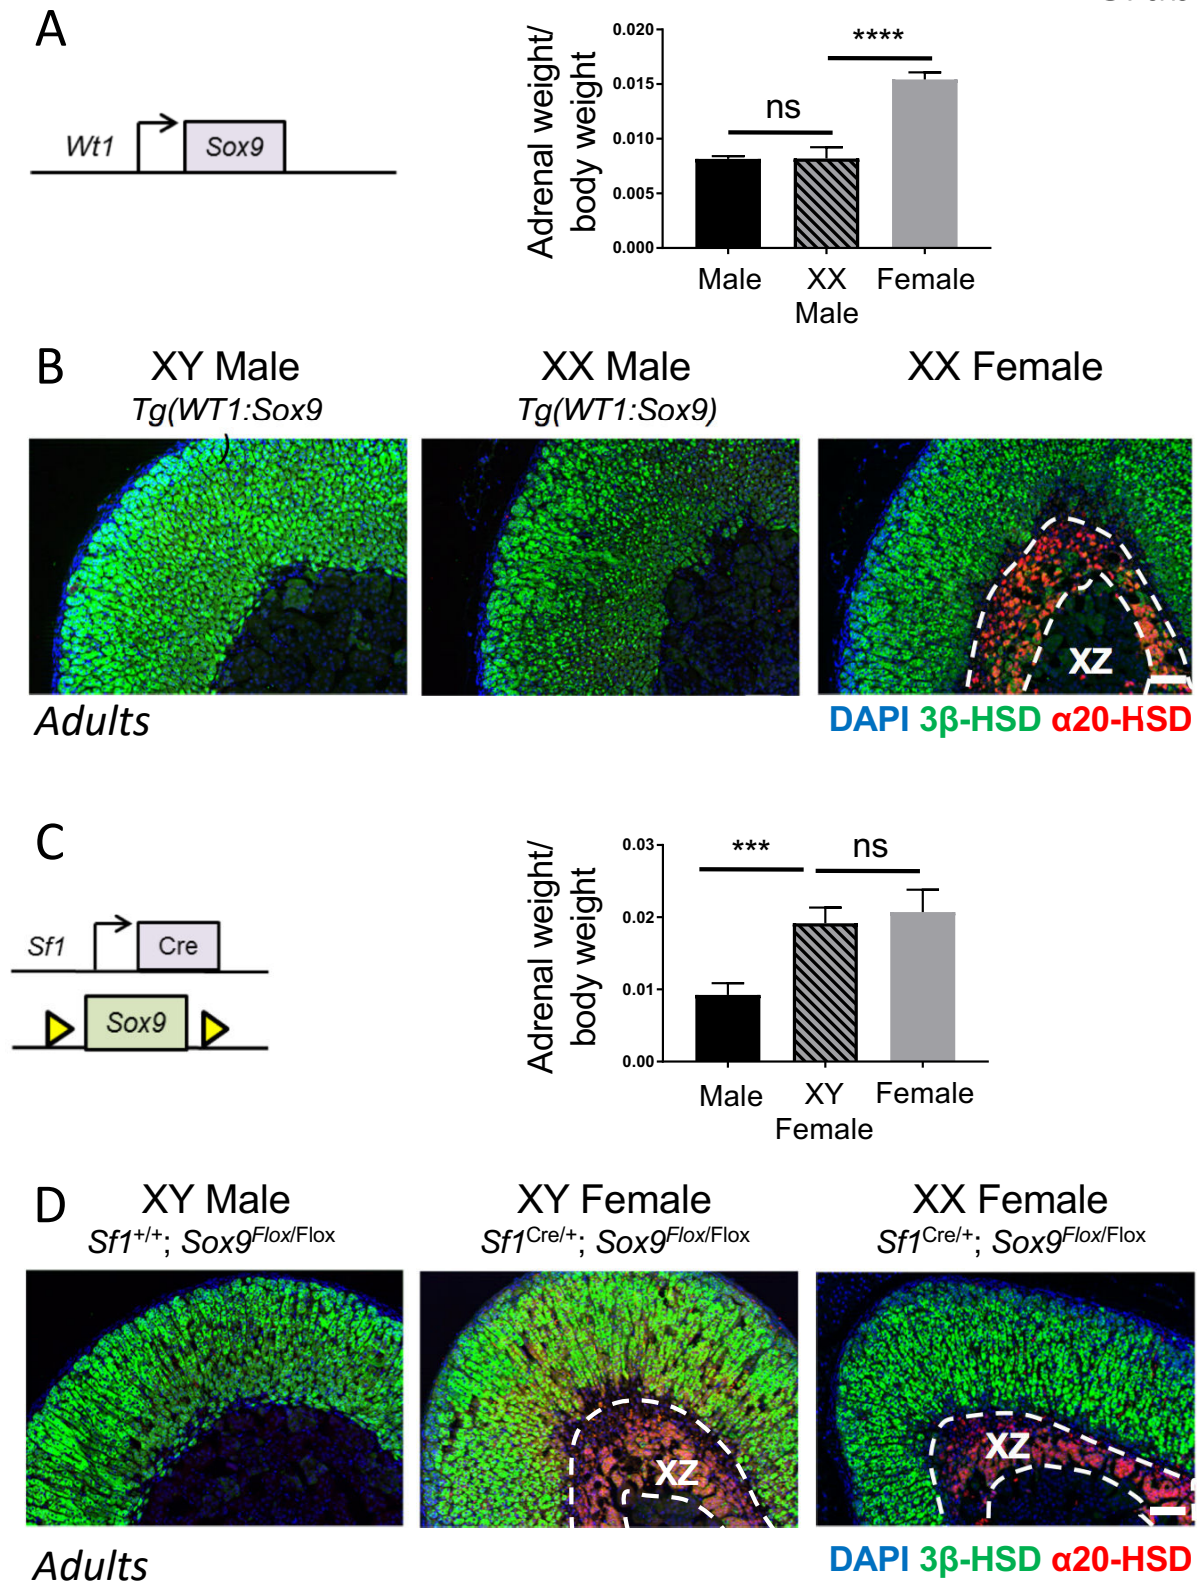 A
Wt1
Sox9
Adrenal weight/
body weight
0.020
0.015
0.010
0.005
0.000
ns
****
Male
XX
Male
Female
B
XY Male
Tg(WT1:Sox9
)
XX Male
Tg(WT1:Sox9)
XX Female
XZ
Adults
DAPI 3β-HSD α20-HSD
C
Sf1
Cre
Sox9
Adrenal weight/
body weight
0.03
0.02
0.01
0.00
***
ns
Male
XY
Female
Female
D
XY Male
Sf1+/+; Sox9Flox/Flox
XY Female
Sf1Cre/+; Sox9Flox/Flox
XX Female
Sf1Cre/+; Sox9Flox/Flox
XZ
XZ
Adults
DAPI 3β-HSD α20-HSD